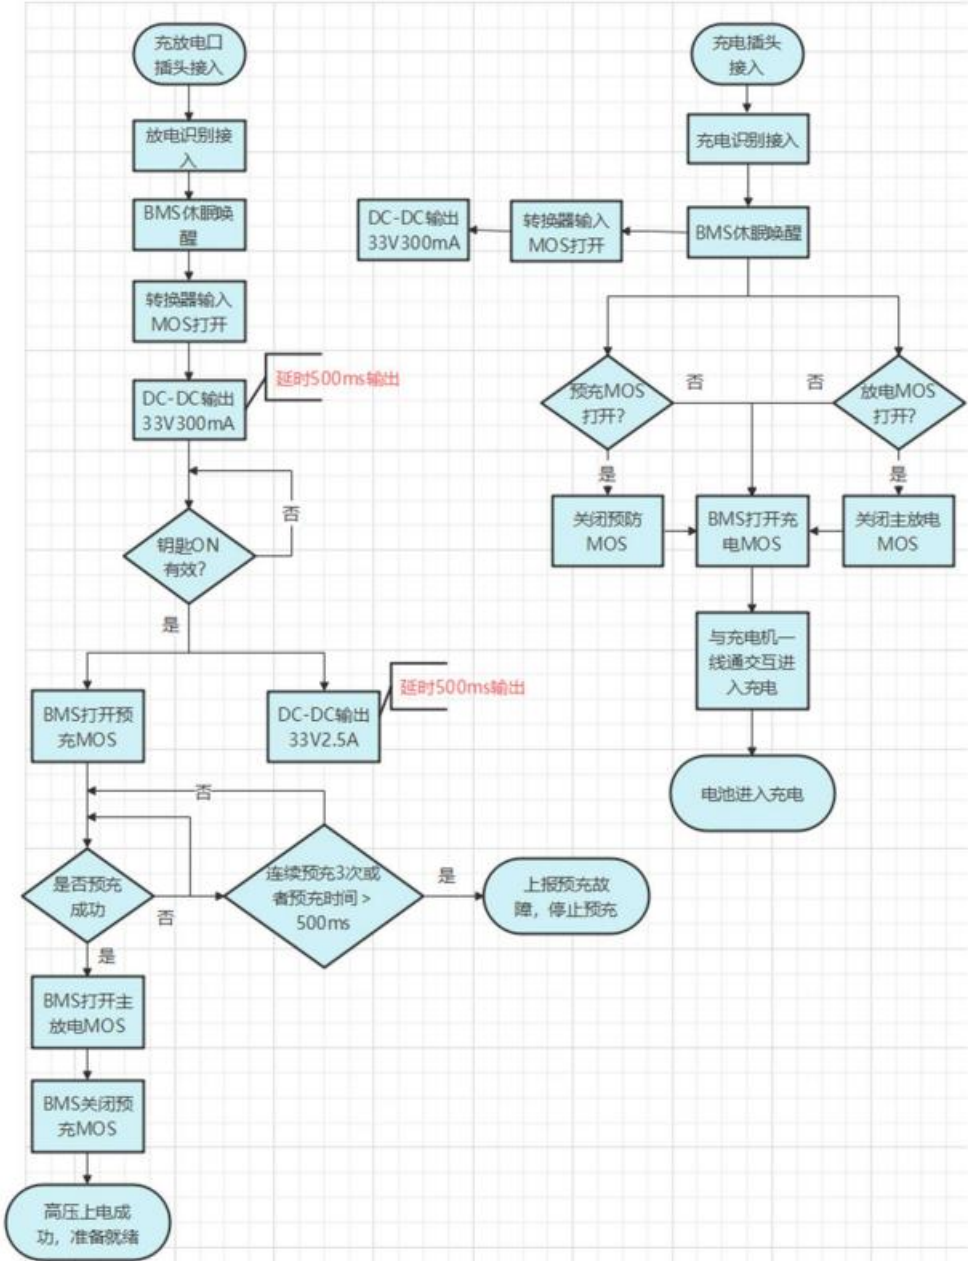 充放电口
插头接入
放电识别接
入
BMS休眠唤
醒
转换器输入
MOS打开
DC-DC输出
33V300mA
延时500ms输出
否
钥匙ON
有效?
是
BMS打开预
充MOS
DC-DC输出
33V2.5A
延时500ms输出
否
是否预充
成功
否
连续预充3次或
者预充时间 >
500ms
是
上报预充故
障，停止预充
是
BMS打开主
放电MOS
BMS关闭预
充MOS
高压上电成
功，准备就绪
充电插头
接入
充电识别接入
BMS休眠唤醒
转换器输入
MOS打开
DC-DC输出
33V300mA
预充MOS
打开?
否
否
放电MOS
打开?
是
是
关闭预防
MOS
BMS打开充
电MOS
关闭主放电
MOS
与充电机一
线通交互进
入充电
电池进入充电